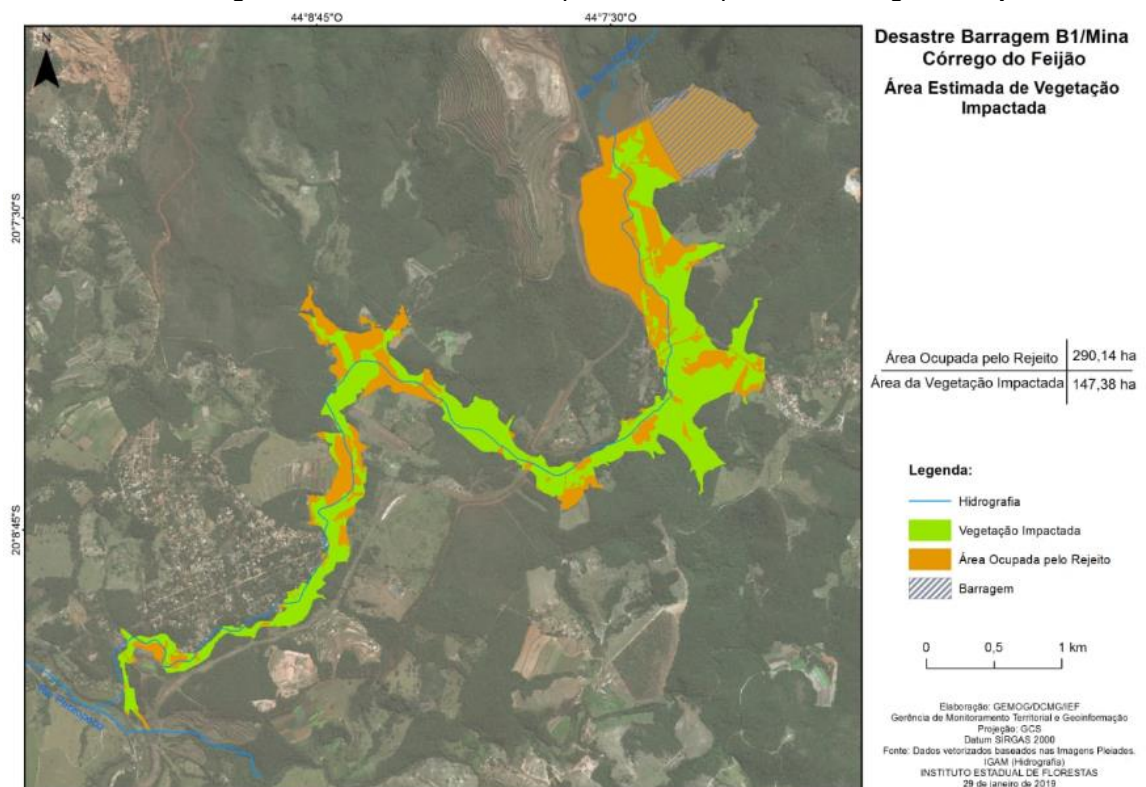 44°8'45"O
44°7'30"O
N
20°7'30"S
20°8'45"S
Rio Paraopeba
Desastre Barragem B1/Mina
Córrego do Feijão
Área Estimada de Vegetação
Impactada
Área Ocupada pelo Rejeito 290,14 ha
Área da Vegetação Impactada 147,38 ha
Legenda:
Hidrografia
Vegetação Impactada
Área Ocupada pelo Rejeito
Barragem
0 0,5 1 km
Elaboração: GEMOG/DCMG/IEF
Gerência de Monitoramento Territorial e Geoinformação
Projeção: GCS
Datum SIRGAS 2000
Fonte: Dados vetorizados baseados nas Imagens Pleiades.
IGAM (Hidrografia)
INSTITUTO ESTADUAL DE FLORESTAS
29 de janeiro de 2019